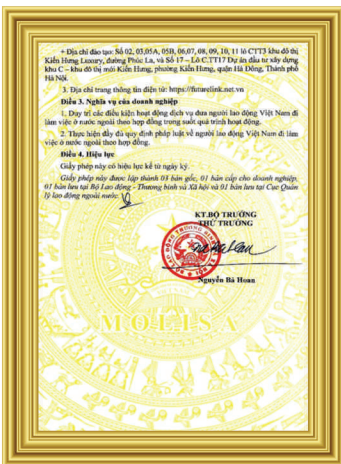 + Địa chỉ đào tạo: Số 02, 03,05A, 05B, 06,07, 08, 09, 10, 11 lô CTT3 khu đô thị
Kiến Hưng Luxury, đường Phúc La, và Số 17 – Lô C.TT17 Dự án đầu tư xây dựng
khu C – khu đô thị mới Kiến Hưng, phường Kiến Hưng, quận Hà Đông, Thành phố
Hà Nội.
3. Địa chỉ trang thông tin điện tử: https://futurelink.net.vn
Điều 3. Nghĩa vụ của doanh nghiệp
1. Duy trì các điều kiện hoạt động dịch vụ đưa người lao động Việt Nam đi
làm việc ở nước ngoài theo hợp đồng trong suốt quá trình hoạt động.
2. Thực hiện đầy đủ quy định pháp luật về người lao động Việt Nam đi làm
việc ở nước ngoài theo hợp đồng.
Điều 4. Hiệu lực
Giấy phép này có hiệu lực kể từ ngày ký.
Giấy phép này được lập thành 03 bản gốc, 01 bản cấp cho doanh nghiệp,
01 bản lưu tại Bộ Lao động - Thương binh và Xã hội và 01 bản lưu tại Cục Quản
lý lao động ngoài nước.
KT.BỘ TRƯỞNG
THỨ TRƯỞNG
Nguyễn Bá Hoan
MOLISA